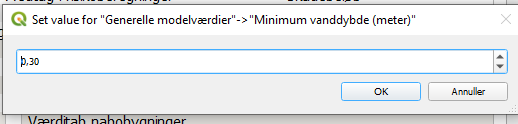 Set value for "Generelle modelværdier"->"Minimum vanddybde (meter)"
0,30
OK
Annuller
Værditab nabobygninger